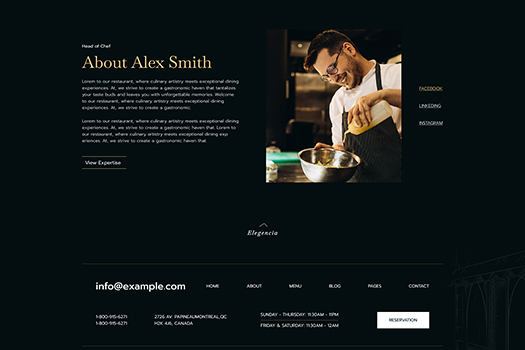 Head of Chef
About Alex Smith
Lorem to our restaurant, where culinary artistry meets exceptional dining
experiences. At, we strive to create a gastronomic haven that tantalizes
your taste buds and leaves you with unforgettable memories. Welcome
to our restaurant, where culinary artistry meets exceptional dining
experiences. At, we strive to create a gastronomic.
Lorem to our restaurant, where culinary artistry meets exceptional dining
experiences. At, we strive to create a gastronomic haven that. Lorem to
our restaurant, where culinary artistry meets exceptional dining exp
eriences. At, we strive to create a gastronomic haven that.
View Expertise
FACEBOOK
LINKEDING
INSTAGRAM
Elegencia
info@example.com
HOME
ABOUT
MENU
BLOG
PAGES
CONTACT
1-800-915-6271
1-800-915-6271
2726 AV. PAPINEAUMONTREAL,QC
H2K 4J6, CANADA
SUNDAY - THURSDAY: 11:30AM - 11PM
FRIDAY & SATURDAY: 11:30AM - 12AM
RESERVATION